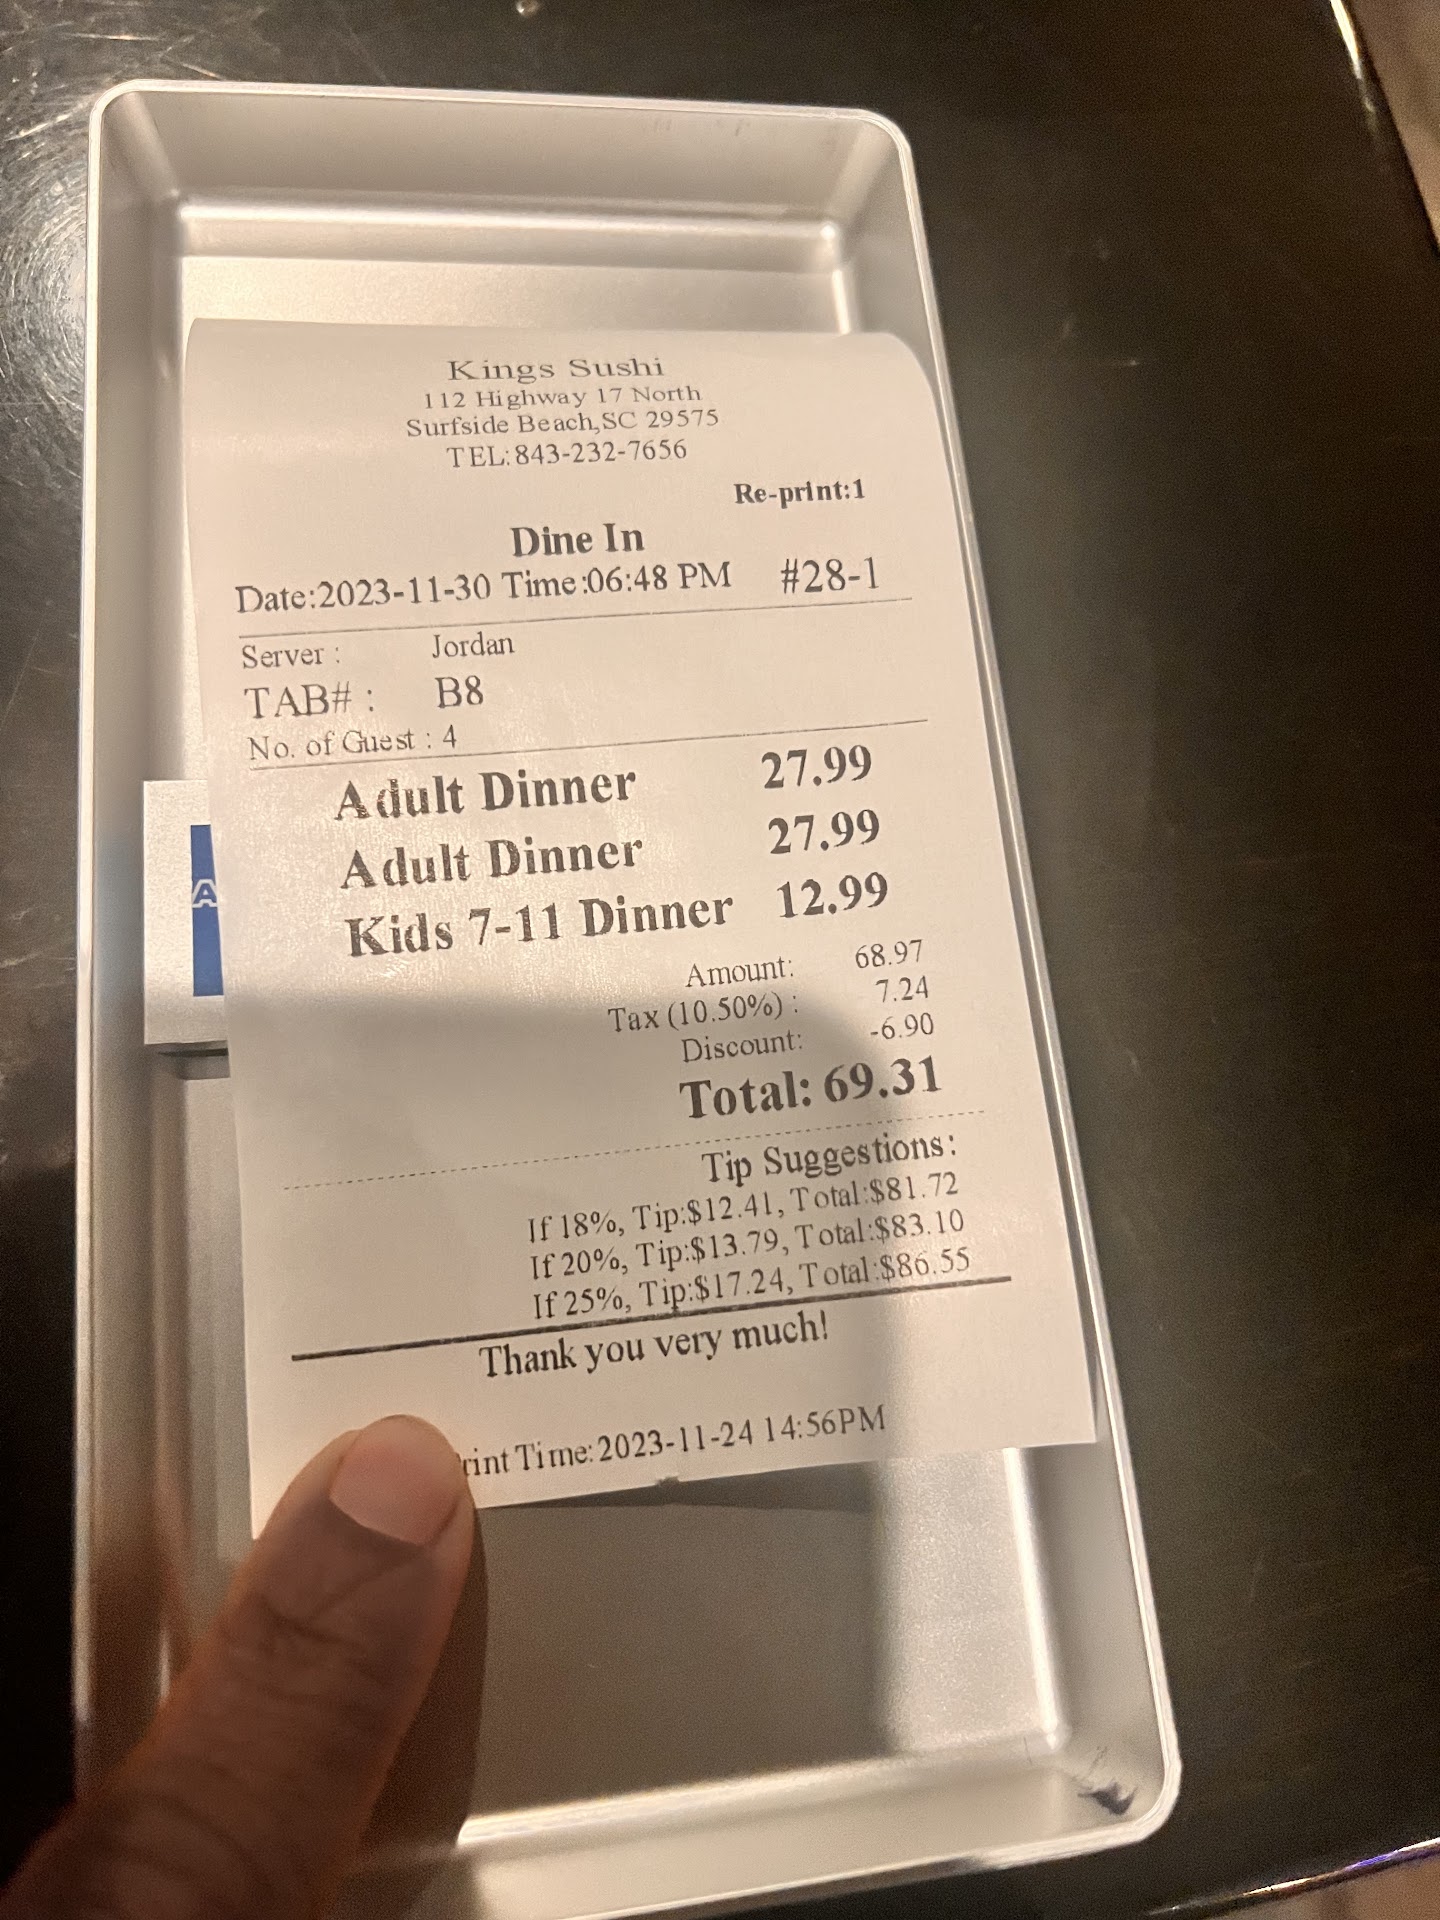 Kings Sushi
112 Highway 17 North
Surfside Beach,SC 29575
TEL:843-232-7656
Re-print:1
Dine In
Date:2023-11-30 Time:06:48 PM #28-1
Server : Jordan
TAB# : B8
No. of Guest : 4
Adult Dinner 27.99
Adult Dinner 27.99
Kids 7-11 Dinner 12.99
Amount: 68.97
Tax (10.50%) : 7.24
Discount: -6.90
Total: 69.31
Tip Suggestions:
If 18%, Tip:$12.41, Total:$81.72
If 20%, Tip:$13.79, Total:$83.10
If 25%, Tip:$17.24, Total:$86.55
Thank you very much!
rint Time:2023-11-24 14:56PM
A